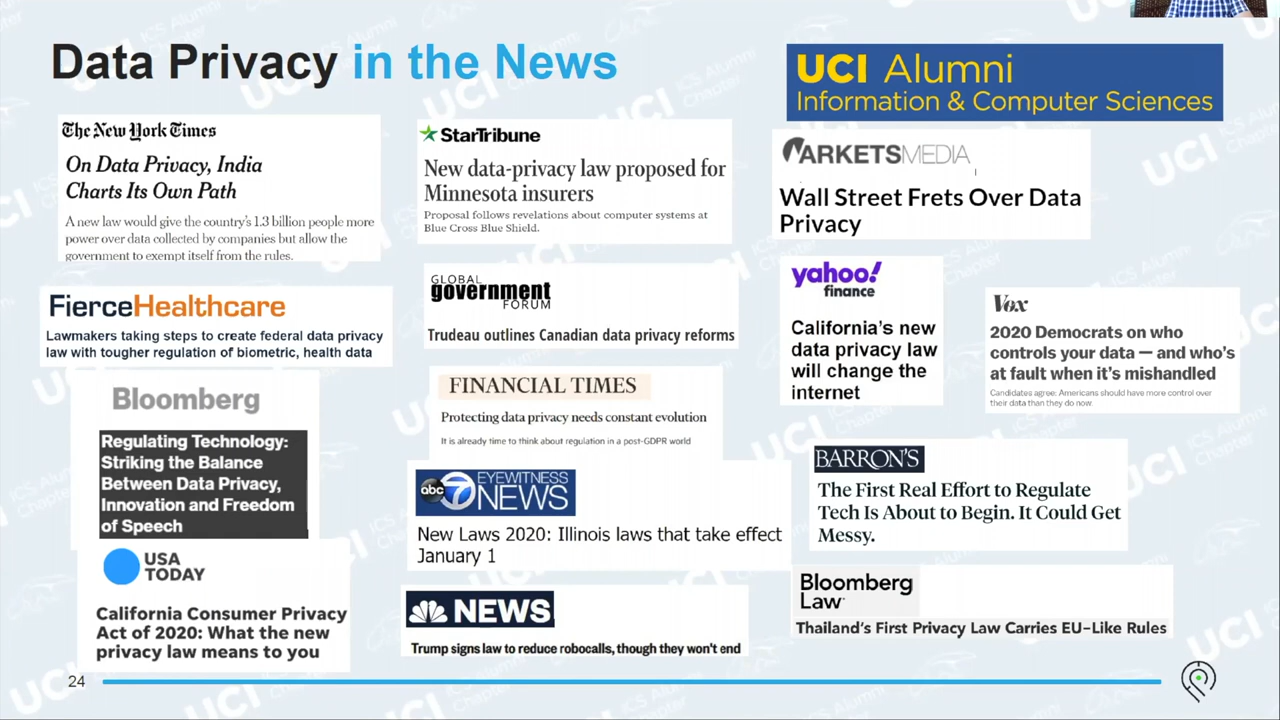 Data Privacy in the News
UCI Alumni
Information & Computer Sciences
The New York Times
On Data Privacy, India
Charts Its Own Path
A new law would give the country's 1.3 billion people more
power over data collected by companies but allow the
government to exempt itself from the rules.
FierceHealthcare
Lawmakers taking steps to create federal data privacy
law with tougher regulation of biometric, health data
Bloomberg
Regulating Technology:
Striking the Balance
Between Data Privacy,
Innovation and Freedom
of Speech
USA
TODAY
California Consumer Privacy
Act of 2020: What the new
privacy law means to you
StarTribune
New data-privacy law proposed for
Minnesota insurers
Proposal follows revelations about computer systems at
Blue Cross Blue Shield.
GLOBAL
government
FORUM
Trudeau outlines Canadian data privacy reforms
FINANCIAL TIMES
Protecting data privacy needs constant evolution
It is already time to think about regulation in a post-GDPR world
abc 7 EYEWITNESS
NEWS
New Laws 2020: Illinois laws that take effect
January 1
NEWS
Trump signs law to reduce robocalls, though they won't end
MARKETSMEDIA
Wall Street Frets Over Data
Privacy
yahoo!
finance
California's new
data privacy law
will change the
internet
Vox
2020 Democrats on who
controls your data — and who's
at fault when it's mishandled
Candidates agree: Americans should have more control over
their data than they do now.
BARRON'S
The First Real Effort to Regulate
Tech Is About to Begin. It Could Get
Messy.
Bloomberg
Law
Thailand's First Privacy Law Carries EU-Like Rules
24
UCI ICS Alumni Chapter